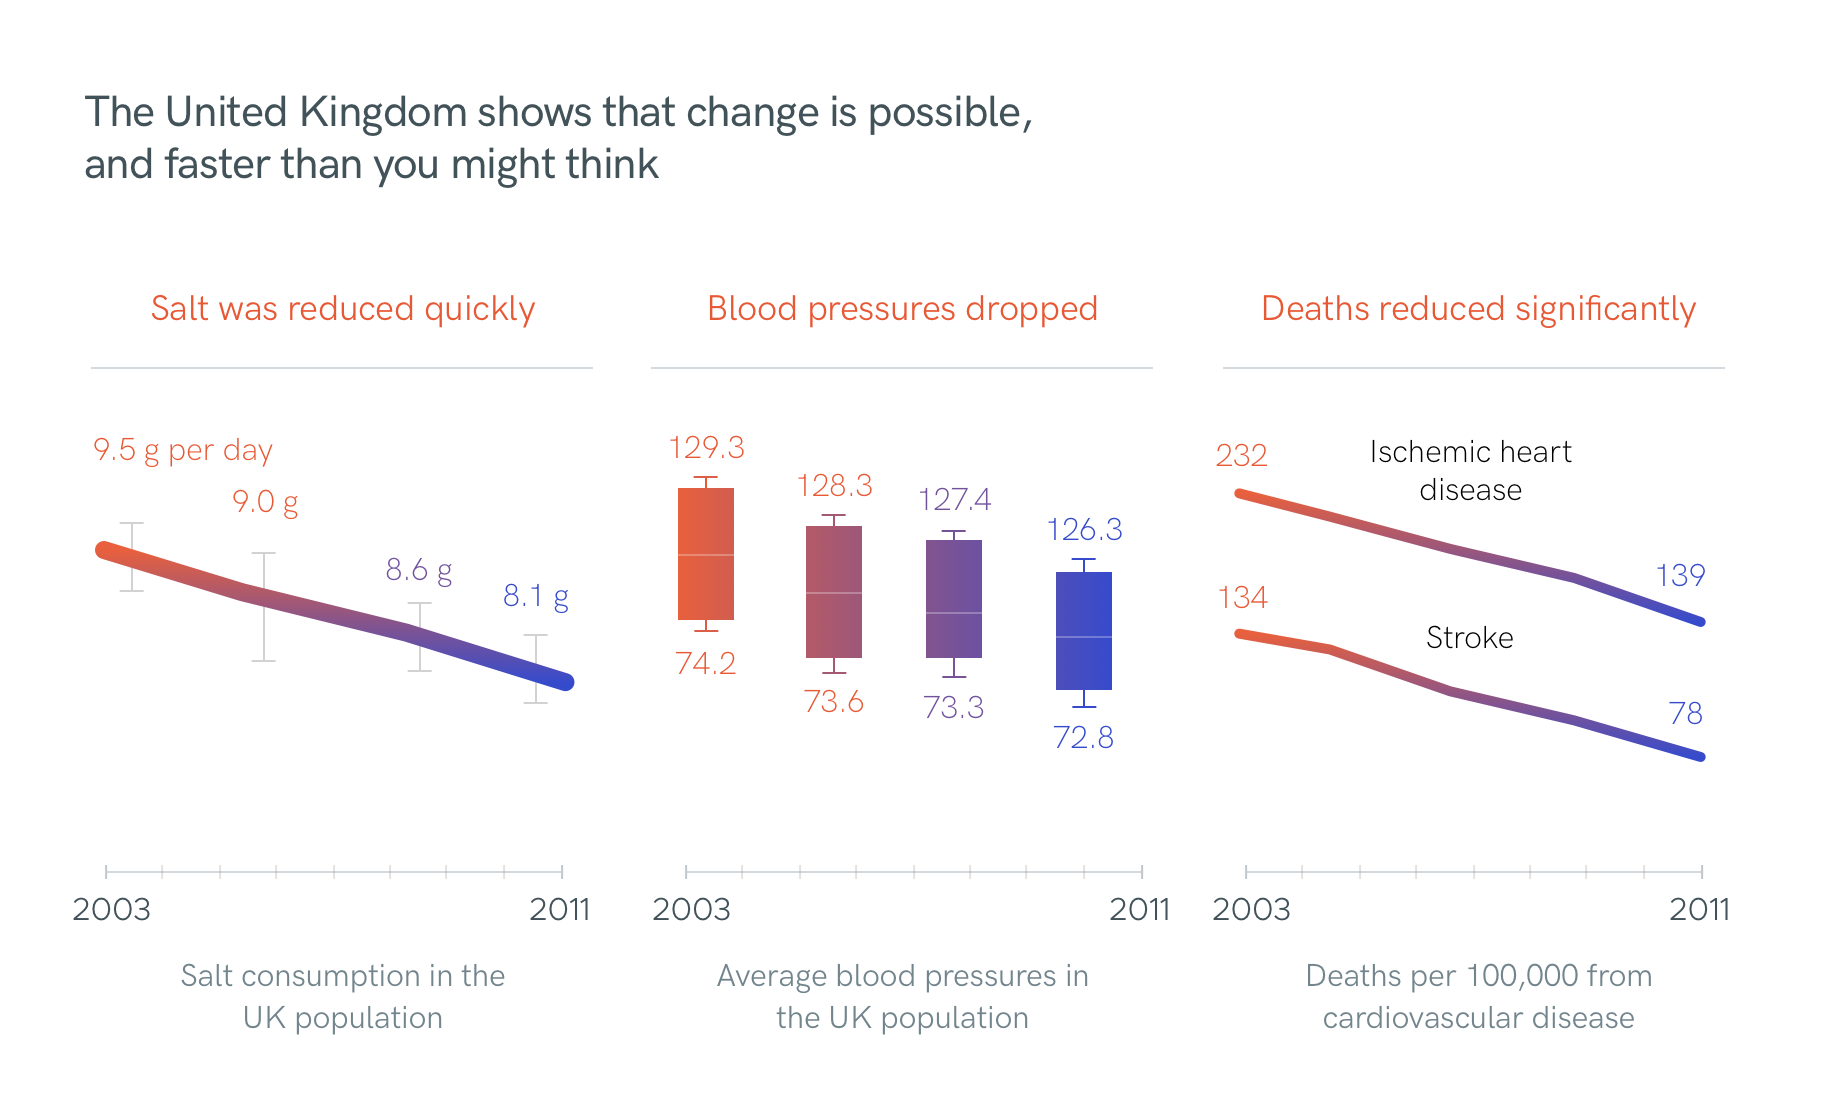 The United Kingdom shows that change is possible,
and faster than you might think
Salt was reduced quickly
9.5 g per day
9.0 g
8.6 g
8.1 g
2003
2011
Salt consumption in the
UK population
Blood pressures dropped
129.3
128.3
127.4
126.3
74.2
73.6
73.3
72.8
2003
2011
Average blood pressures in
the UK population
Deaths reduced significantly
232
Ischemic heart
disease
139
134
Stroke
78
2003
2011
Deaths per 100,000 from
cardiovascular disease